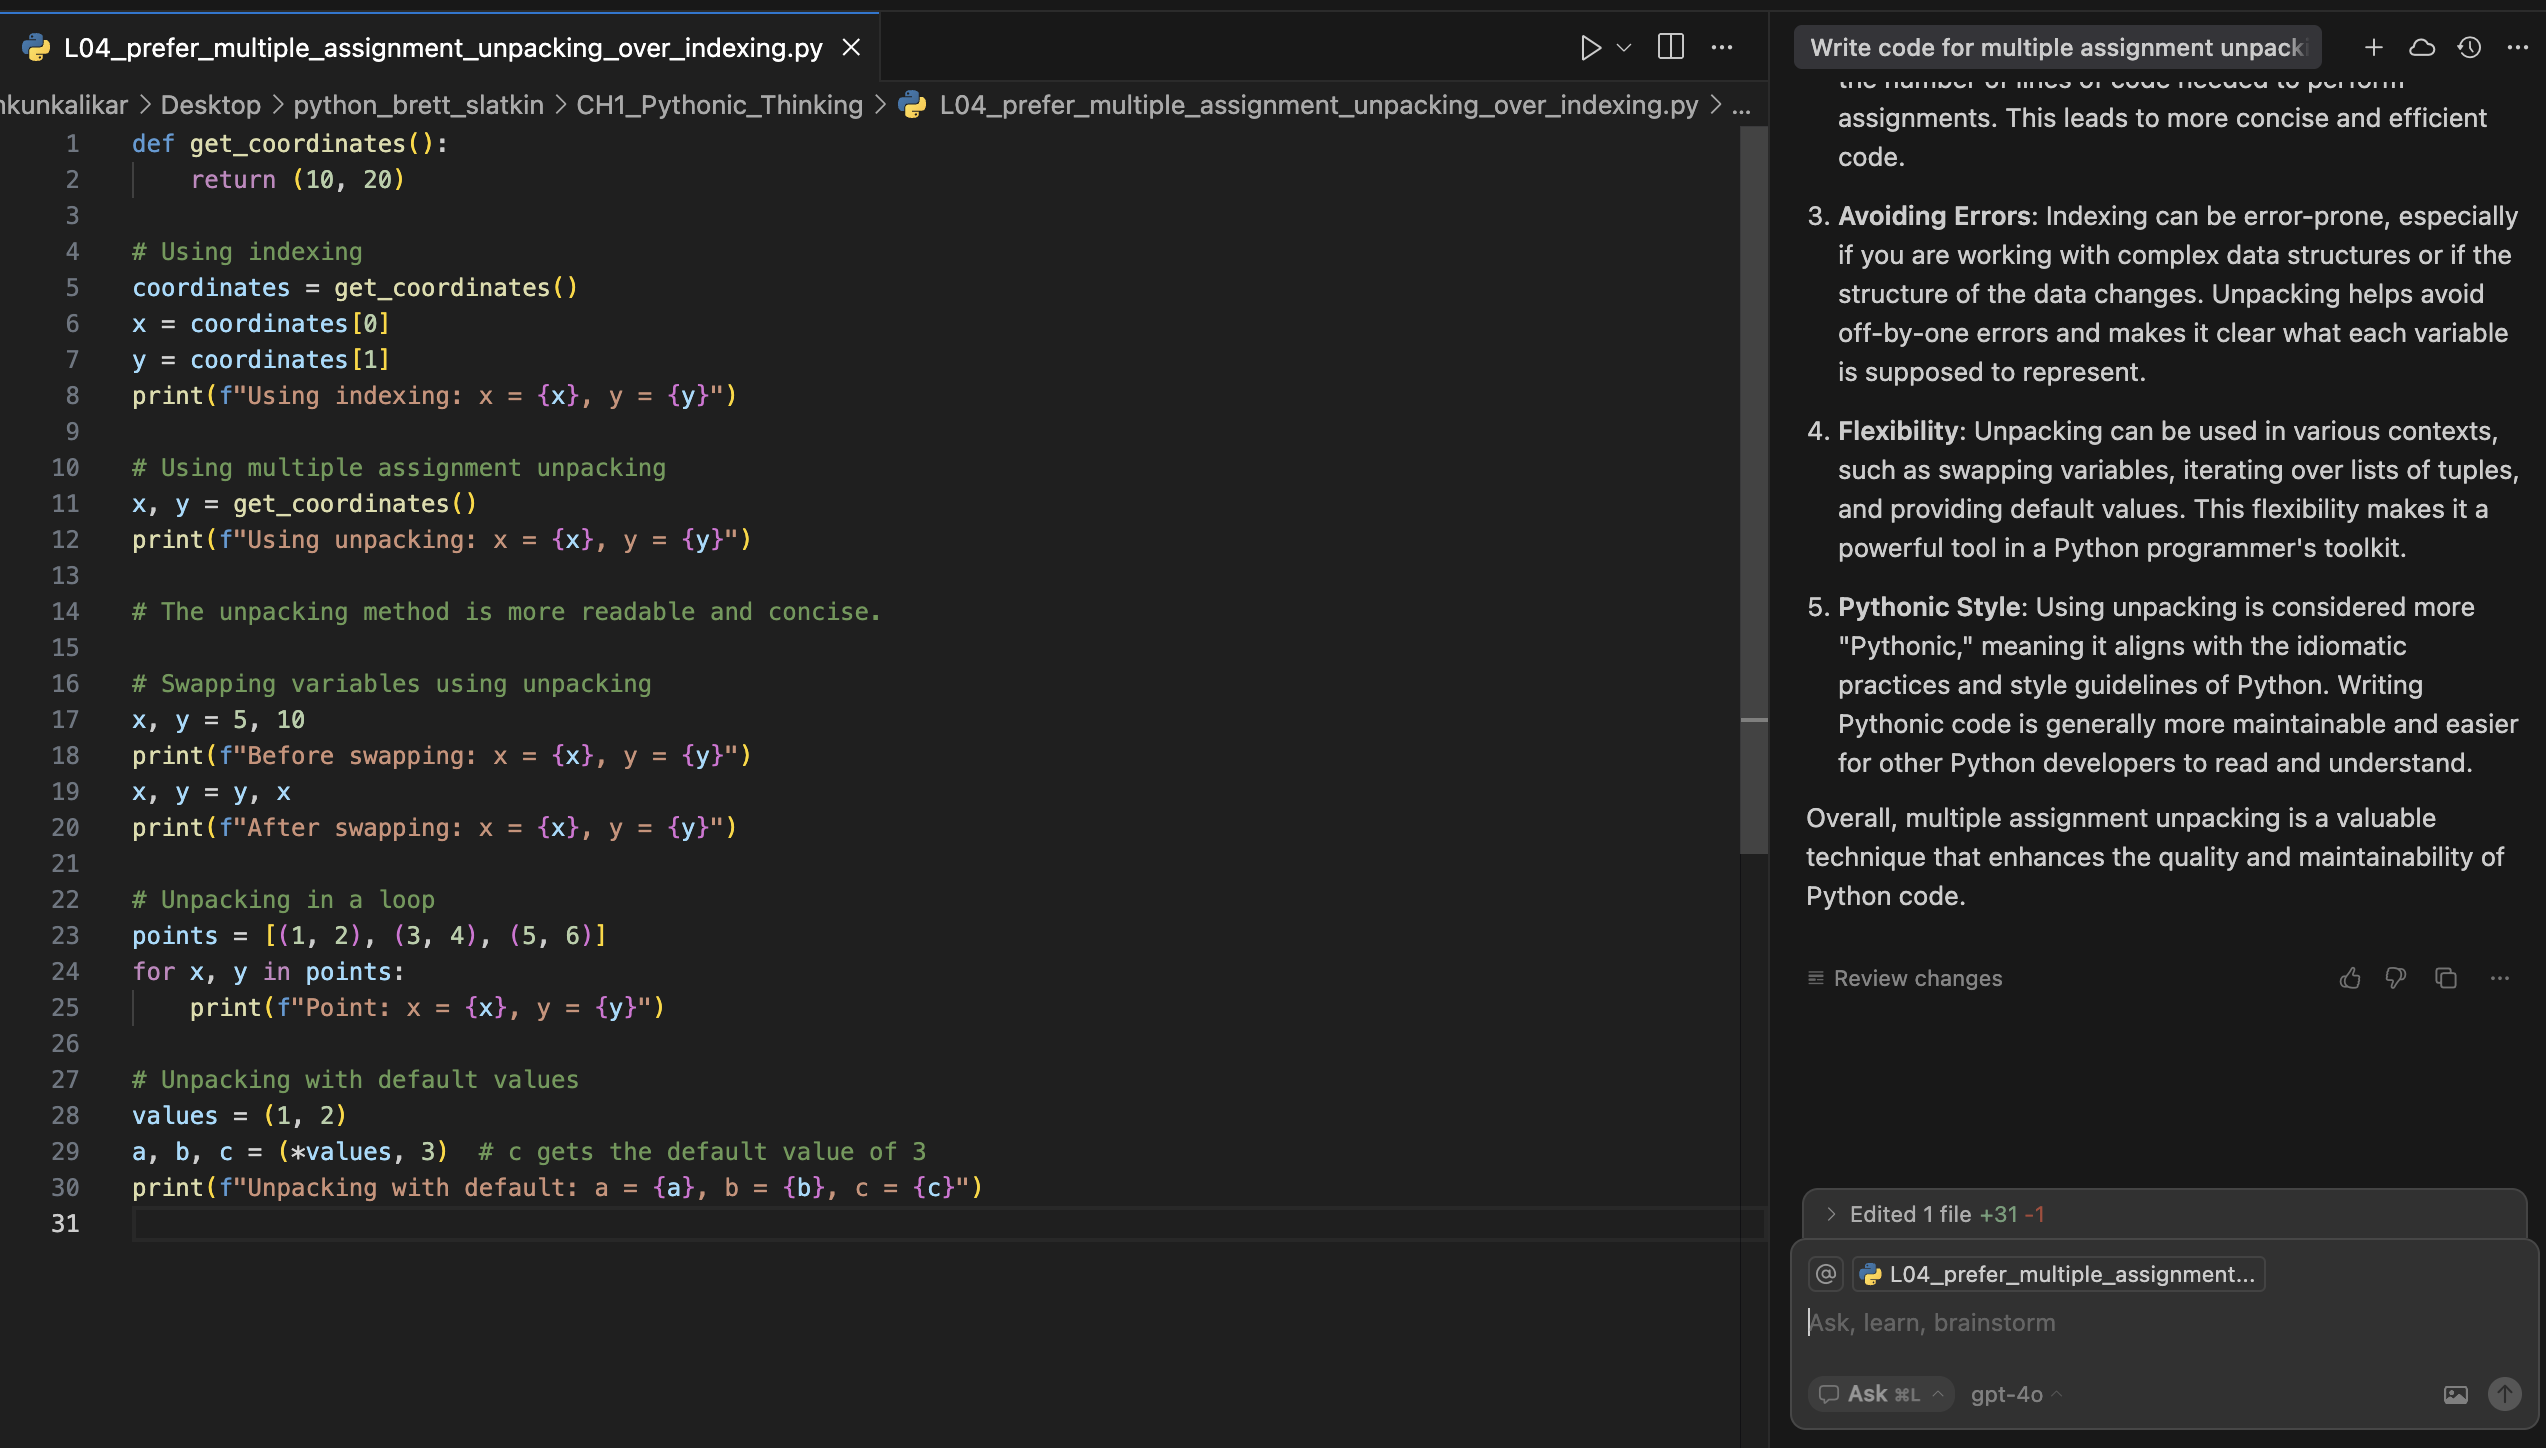 L04_prefer_multiple_assignment_unpacking_over_indexing.py
nkunkalikar > Desktop > python_brett_slatkin > CH1_Pythonic_Thinking > L04_prefer_multiple_assignment_unpacking_over_indexing.py > ...
1 def get_coordinates():
2     return (10, 20)
3
4 # Using indexing
5 coordinates = get_coordinates()
6 x = coordinates[0]
7 y = coordinates[1]
8 print(f"Using indexing: x = {x}, y = {y}")
9
10 # Using multiple assignment unpacking
11 x, y = get_coordinates()
12 print(f"Using unpacking: x = {x}, y = {y}")
13
14 # The unpacking method is more readable and concise.
15
16 # Swapping variables using unpacking
17 x, y = 5, 10
18 print(f"Before swapping: x = {x}, y = {y}")
19 x, y = y, x
20 print(f"After swapping: x = {x}, y = {y}")
21
22 # Unpacking in a loop
23 points = [(1, 2), (3, 4), (5, 6)]
24 for x, y in points:
25     print(f"Point: x = {x}, y = {y}")
26
27 # Unpacking with default values
28 values = (1, 2)
29 a, b, c = (*values, 3)  # c gets the default value of 3
30 print(f"Unpacking with default: a = {a}, b = {b}, c = {c}")
31
Write code for multiple assignment unpacki
the number of lines of code needed to perform
assignments. This leads to more concise and efficient
code.
3. Avoiding Errors: Indexing can be error-prone, especially
if you are working with complex data structures or if the
structure of the data changes. Unpacking helps avoid
off-by-one errors and makes it clear what each variable
is supposed to represent.
4. Flexibility: Unpacking can be used in various contexts,
such as swapping variables, iterating over lists of tuples,
and providing default values. This flexibility makes it a
powerful tool in a Python programmer's toolkit.
5. Pythonic Style: Using unpacking is considered more
"Pythonic," meaning it aligns with the idiomatic
practices and style guidelines of Python. Writing
Pythonic code is generally more maintainable and easier
for other Python developers to read and understand.
Overall, multiple assignment unpacking is a valuable
technique that enhances the quality and maintainability of
Python code.
Review changes
Edited 1 file +31 -1
@ L04_prefer_multiple_assignment...
Ask, learn, brainstorm
Ask ⌘L gpt-4o